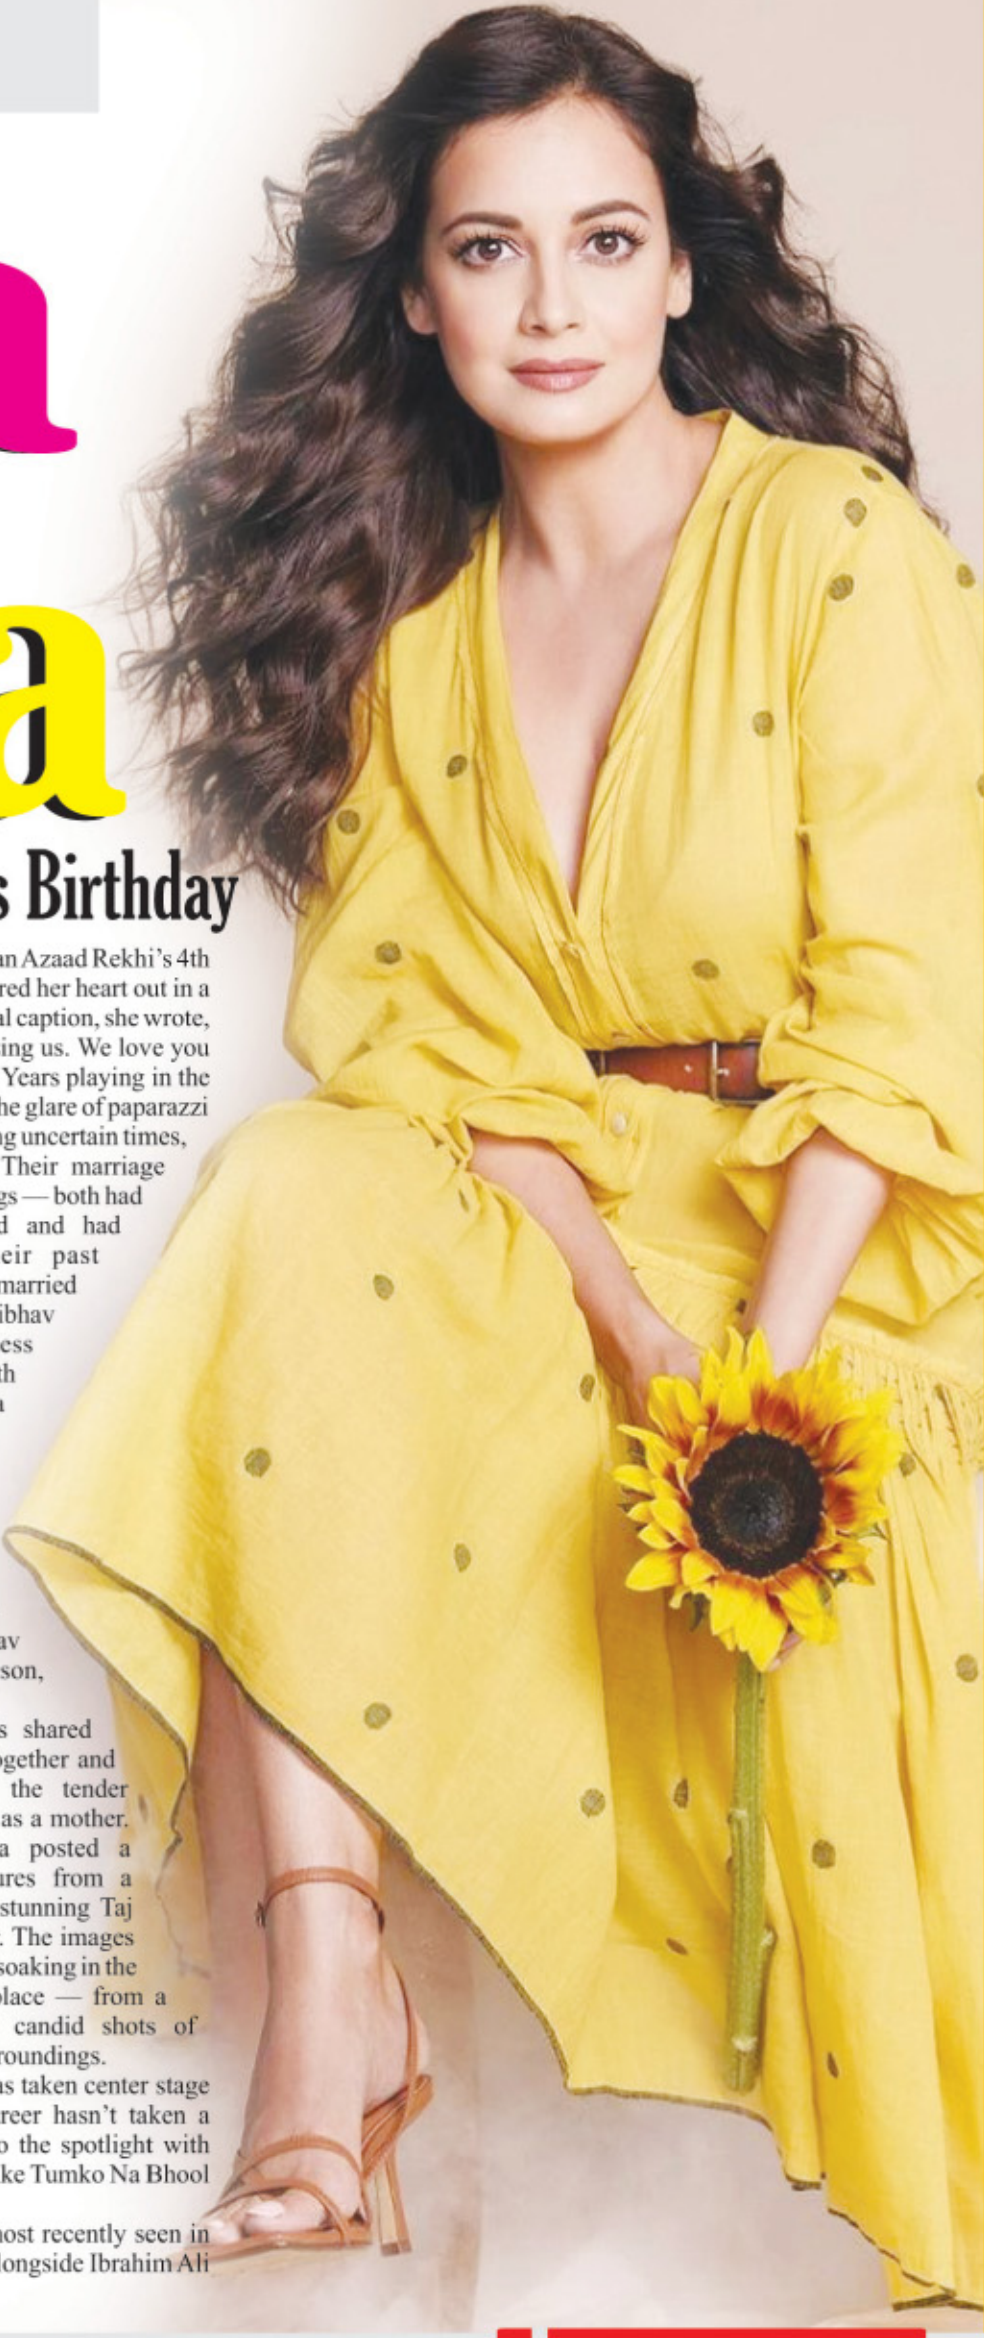 a
a
s Birthday
an Azaad Rekhi's 4th
red her heart out in a
al caption, she wrote,
ing us. We love you
Years playing in the
he glare of paparazzi
g uncertain times,
Their marriage
gs — both had
d and had
eir past
married
ibhav
ess
th
a
av
son,
s shared
ogether and
the tender
as a mother.
a posted a
ures from a
stunning Taj
. The images
soaking in the
place — from a
candid shots of
roundings.
as taken center stage
reer hasn't taken a
o the spotlight with
ke Tumko Na Bhool
most recently seen in
longside Ibrahim Ali